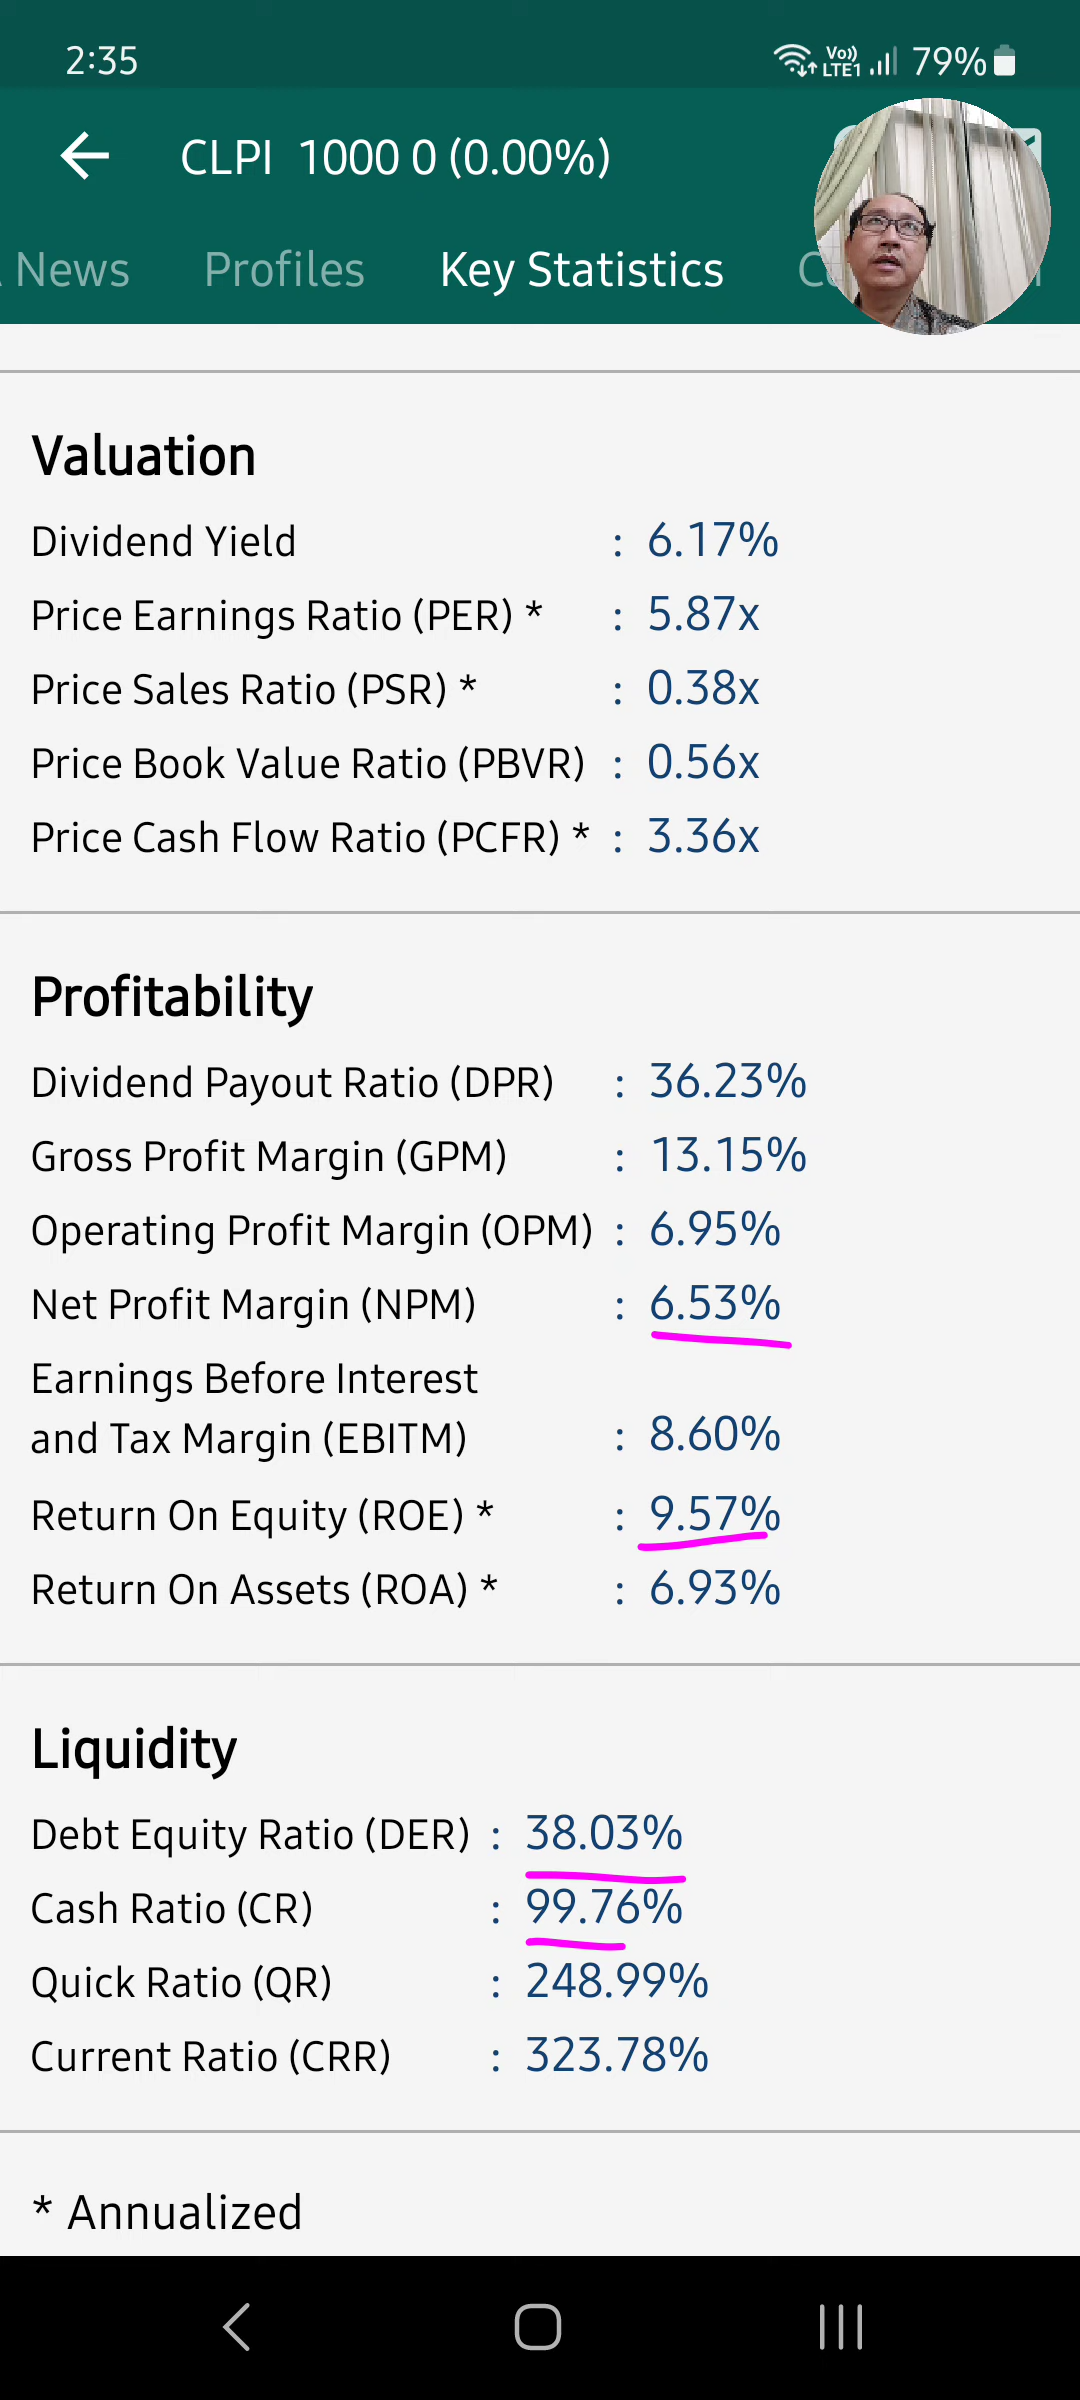 2:35 Vo)) LTE1 79%
CLPI 1000 0 (0.00%)
News Profiles Key Statistics
Valuation
Dividend Yield : 6.17%
Price Earnings Ratio (PER) * : 5.87x
Price Sales Ratio (PSR) * : 0.38x
Price Book Value Ratio (PBVR) : 0.56x
Price Cash Flow Ratio (PCFR) * : 3.36x
Profitability
Dividend Payout Ratio (DPR) : 36.23%
Gross Profit Margin (GPM) : 13.15%
Operating Profit Margin (OPM) : 6.95%
Net Profit Margin (NPM) : 6.53%
Earnings Before Interest
and Tax Margin (EBITM) : 8.60%
Return On Equity (ROE) * : 9.57%
Return On Assets (ROA) * : 6.93%
Liquidity
Debt Equity Ratio (DER) : 38.03%
Cash Ratio (CR) : 99.76%
Quick Ratio (QR) : 248.99%
Current Ratio (CRR) : 323.78%
* Annualized